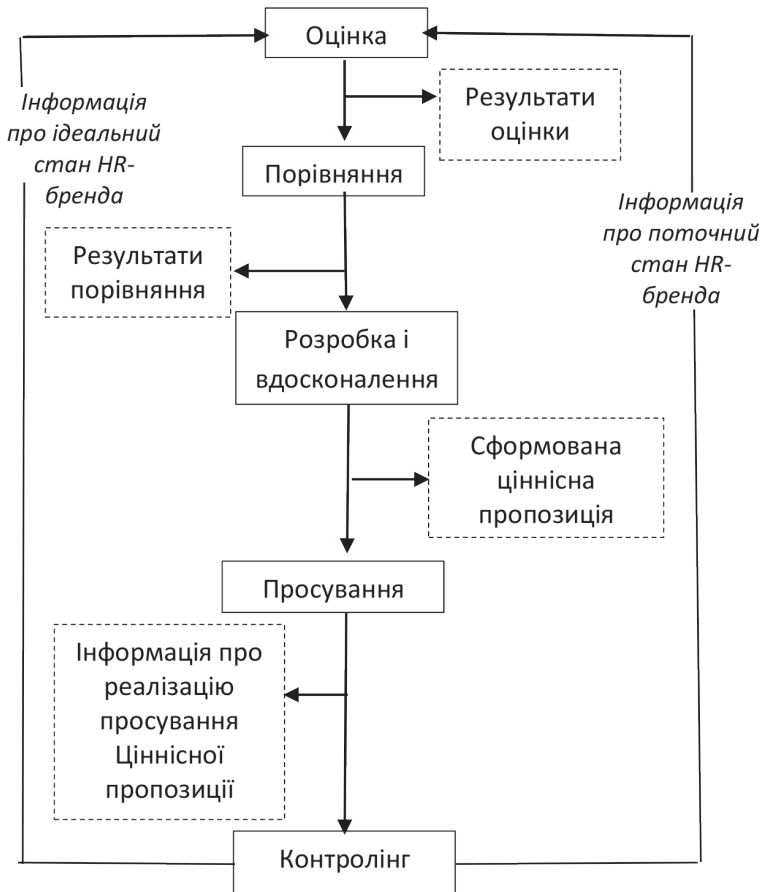 Оцінка
Інформація
про ідеальний
стан HR-
бренда
Результати
оцінки
Порівняння
Інформація
про поточний
стан HR-
бренда
Результати
порівняння
Розробка і
вдосконалення
Сформована
ціннісна
пропозиція
Просування
Інформація про
реалізацію
просування
Ціннісної
пропозиції
Контролінг